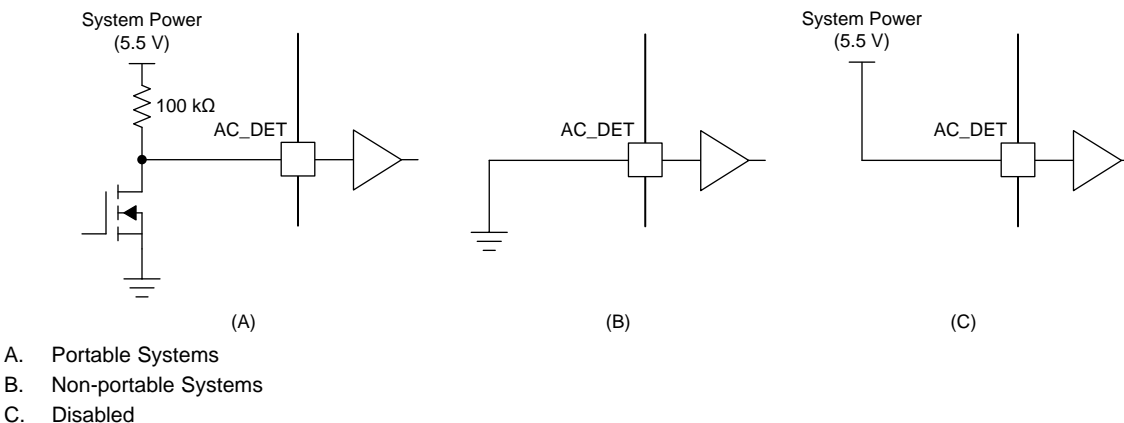 System Power
(5.5 V)
100 kΩ
AC_DET
(A)
AC_DET
(B)
System Power
(5.5 V)
AC_DET
(C)
A. Portable Systems
B. Non-portable Systems
C. Disabled